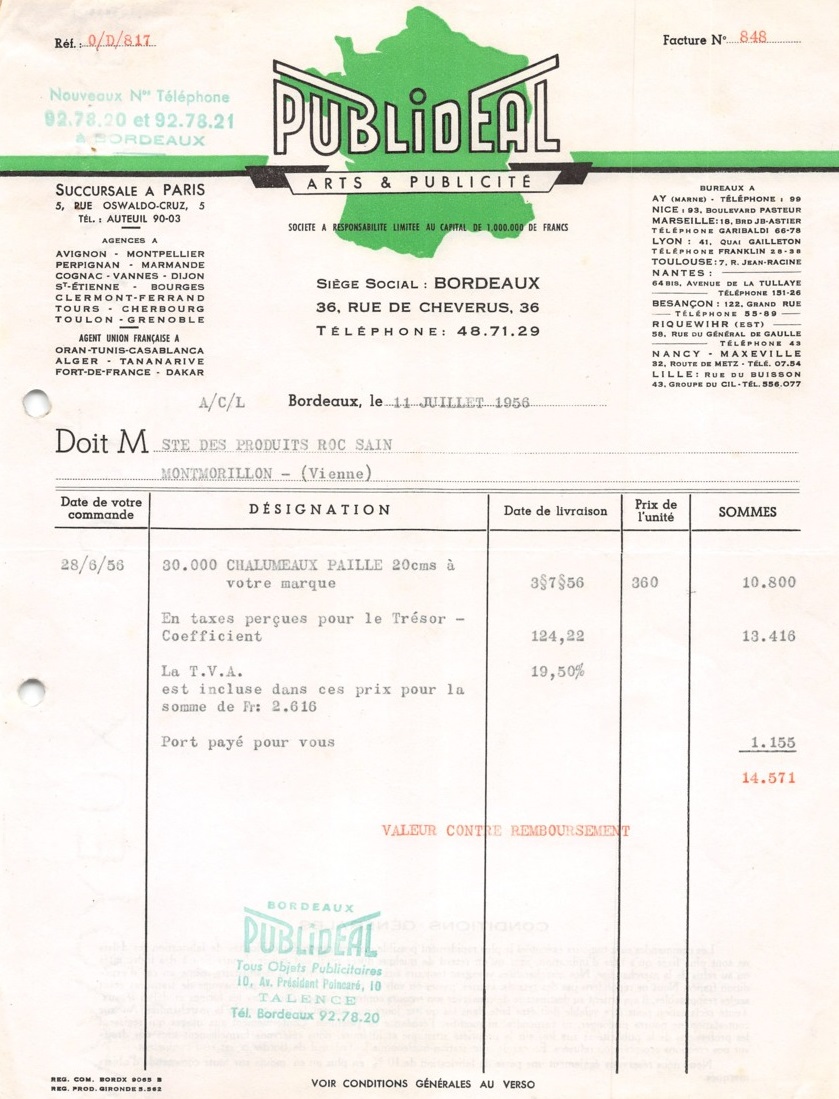 Réf.: O/D/817
Facture N° 848
Nouveaux Nos Téléphone
92.78.20 et 92.78.21
à BORDEAUX
PUBLiDEAL
ARTS & PUBLICITÉ
SOCIETE A RESPONSABILITE LIMITEE AU CAPITAL DE 1.000.000 DE FRANCS
SIÈGE SOCIAL : BORDEAUX
36, RUE DE CHEVERUS, 36
TÉLÉPHONE: 48.71.29
SUCCURSALE A PARIS
5, RUE OSWALDO-CRUZ, 5
TÉL. : AUTEUIL 90-03
AGENCES A
AVIGNON - MONTPELLIER
PERPIGNAN - MARMANDE
COGNAC - VANNES - DIJON
ST-ÉTIENNE - BOURGES
CLERMONT-FERRAND
TOURS - CHERBOURG
TOULON - GRENOBLE
AGENT UNION FRANÇAISE A
ORAN-TUNIS-CASABLANCA
ALGER - TANANARIVE
FORT-DE-FRANCE - DAKAR
BUREAUX A
AY (MARNE) - TÉLÉPHONE : 99
NICE : 93, BOULEVARD PASTEUR
MARSEILLE: 18, BRD JB-ASTIER
TÉLÉPHONE GARIBALDI 66-78
LYON : 41, QUAI GAILLETON
TÉLÉPHONE FRANKLIN 28-38
TOULOUSE: 7, R. JEAN-RACINE
NANTES :
64 BIS, AVENUE DE LA TULLAYE
TÉLÉPHONE 151-26
BESANÇON : 122, GRAND RUE
TÉLÉPHONE 55-89
RIQUEWIHR (EST)
58, RUE DU GÉNÉRAL DE GAULLE
TÉLÉPHONE 43
NANCY - MAXEVILLE
32, ROUTE DE METZ - TÉLÉ. 07.54
LILLE: RUE DU BUISSON
43, GROUPE DU CIL - TÉL. 556.077
A/C/L
Bordeaux, le 11 JUILLET 1956
Doit M STE DES PRODUITS ROC SAIN
MONTMORILLON - (Vienne)
Date de votre commande DÉSIGNATION Date de livraison Prix de l'unité SOMMES
28/6/56 30.000 CHALUMEAUX PAILLE 20cms à
votre marque 3§7§56 360 10.800
En taxes perçues pour le Trésor -
Coefficient 124,22 13.416
La T.V.A. 19,50%
est incluse dans ces prix pour la
somme de Fr: 2.616
Port payé pour vous 1.155
14.571
VALEUR CONTRE REMBOURSEMENT
BORDEAUX
PUBLiDEAL
Tous Objets Publicitaires
10, Av. Président Poincaré, 10
TALENCE
Tél. Bordeaux 92.78.20
REG. COM. BORDX 9065 B
REG. PROD. GIRONDE 5.562
VOIR CONDITIONS GÉNÉRALES AU VERSO